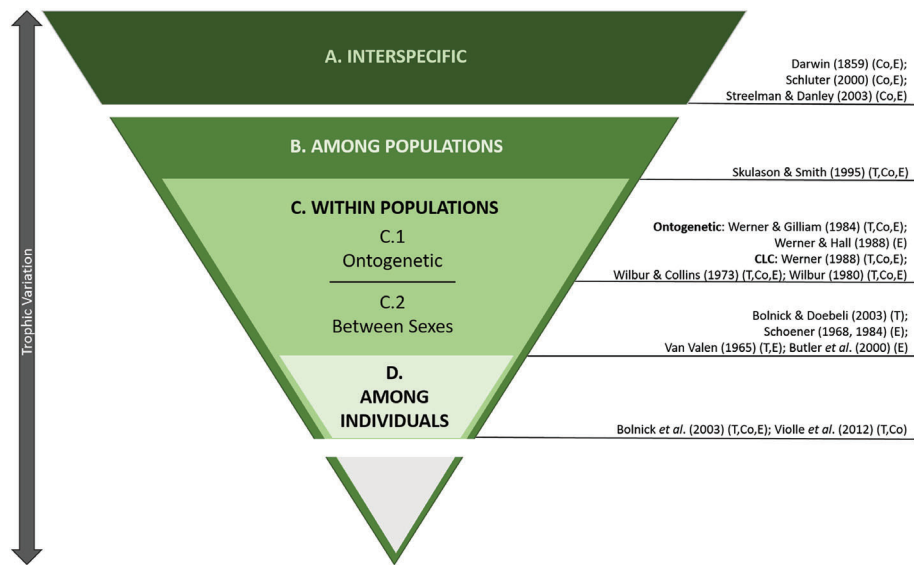 A. INTERSPECIFIC
Darwin (1859) (Co,E);
Schluter (2000) (Co,E);
Streelman & Danley (2003) (Co,E)
B. AMONG POPULATIONS
Skulason & Smith (1995) (T,Co,E)
C. WITHIN POPULATIONS
C.1
Ontogenetic
Ontogenetic: Werner & Gilliam (1984) (T,Co,E);
Werner & Hall (1988) (E)
CLC: Werner (1988) (T,Co,E);
Wilbur & Collins (1973) (T,Co,E); Wilbur (1980) (T,Co,E)
C.2
Between Sexes
Bolnick & Doebeli (2003) (T);
Schoener (1968, 1984) (E);
Van Valen (1965) (T,E); Butler et al. (2000) (E)
D.
AMONG
INDIVIDUALS
Bolnick et al. (2003) (T,Co,E); Violle et al. (2012) (T,Co)
Trophic Variation